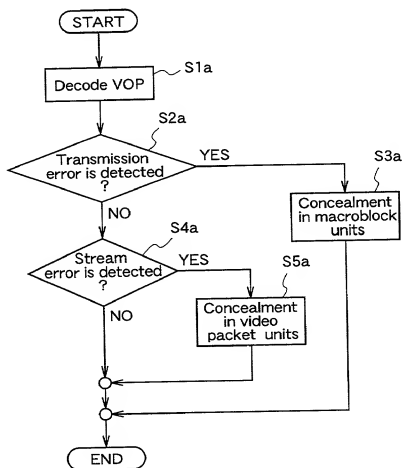 START
S1a
Decode VOP
S2a
Transmission
error is detected
?
YES
S3a
Concealment
in macroblock
units
NO
S4a
Stream
error is detected
?
YES
S5a
Concealment
in video
packet units
NO
END